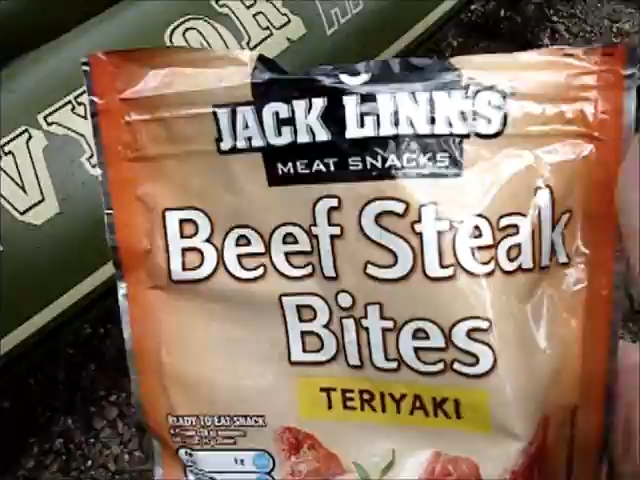 JACK LINK'S
MEAT SNACKS
Beef Steak
Bites
TERIYAKI
READY TO EAT SNACK